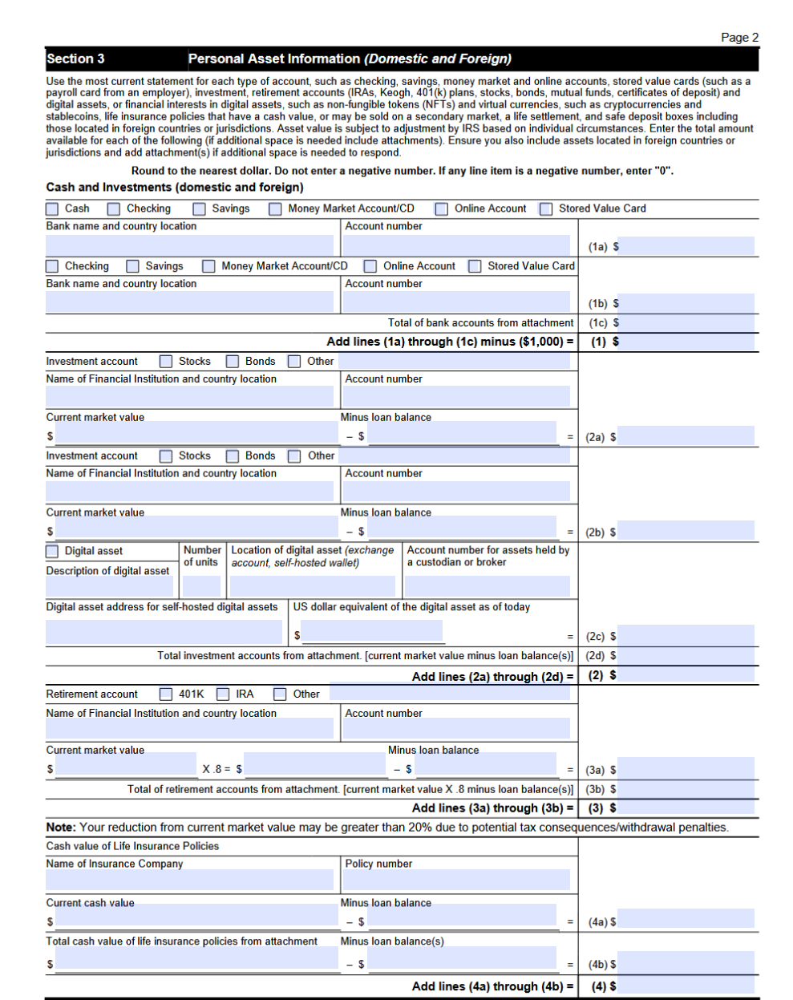 Page 2
Section 3 Personal Asset Information (Domestic and Foreign)
Use the most current statement for each type of account, such as checking, savings, money market and online accounts, stored value cards (such as a
payroll card from an employer), investment, retirement accounts (IRAs, Keogh, 401(k) plans, stocks, bonds, mutual funds, certificates of deposit) and
digital assets, or financial interests in digital assets, such as non-fungible tokens (NFTs) and virtual currencies, such as cryptocurrencies and
stablecoins, life insurance policies that have a cash value, or may be sold on a secondary market, a life settlement, and safe deposit boxes including
those located in foreign countries or jurisdictions. Asset value is subject to adjustment by IRS based on individual circumstances. Enter the total amount
available for each of the following (if additional space is needed include attachments). Ensure you also include assets located in foreign countries or
jurisdictions and add attachment(s) if additional space is needed to respond.
Round to the nearest dollar. Do not enter a negative number. If any line item is a negative number, enter "0".
Cash and Investments (domestic and foreign)
Cash Checking Savings Money Market Account/CD Online Account Stored Value Card
Bank name and country location Account number
(1a) $
Checking Savings Money Market Account/CD Online Account Stored Value Card
Bank name and country location Account number
(1b) $
Total of bank accounts from attachment (1c) $
Add lines (1a) through (1c) minus ($1,000) = (1) $
Investment account Stocks Bonds Other
Name of Financial Institution and country location Account number
Current market value Minus loan balance
$ – $ = (2a) $
Investment account Stocks Bonds Other
Name of Financial Institution and country location Account number
Current market value Minus loan balance
$ – $ = (2b) $
Digital asset Number Location of digital asset (exchange Account number for assets held by
of units account, self-hosted wallet) a custodian or broker
Description of digital asset
Digital asset address for self-hosted digital assets US dollar equivalent of the digital asset as of today
$ = (2c) $
Total investment accounts from attachment. [current market value minus loan balance(s)] (2d) $
Add lines (2a) through (2d) = (2) $
Retirement account 401K IRA Other
Name of Financial Institution and country location Account number
Current market value Minus loan balance
$ X .8 = $ – $ = (3a) $
Total of retirement accounts from attachment. [current market value X .8 minus loan balance(s)] (3b) $
Add lines (3a) through (3b) = (3) $
Note: Your reduction from current market value may be greater than 20% due to potential tax consequences/withdrawal penalties.
Cash value of Life Insurance Policies
Name of Insurance Company Policy number
Current cash value Minus loan balance
$ – $ = (4a) $
Total cash value of life insurance policies from attachment Minus loan balance(s)
$ – $ = (4b) $
Add lines (4a) through (4b) = (4) $